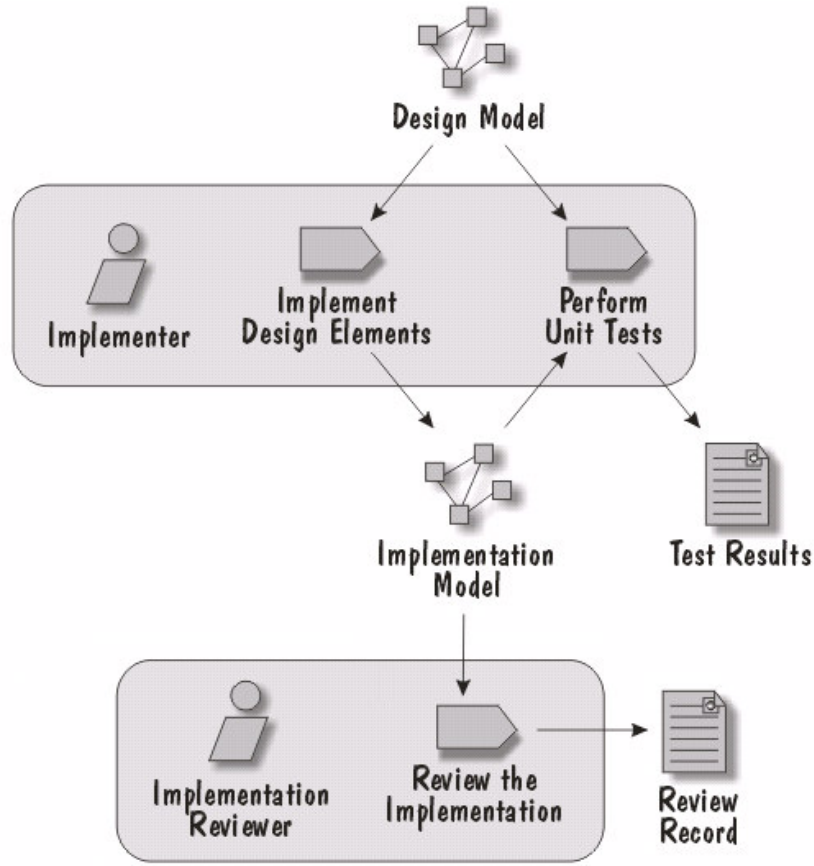 Design Model
Implementer
Implement
Design Elements
Perform
Unit Tests
Implementation
Model
Test Results
Implementation
Reviewer
Review the
Implementation
Review
Record